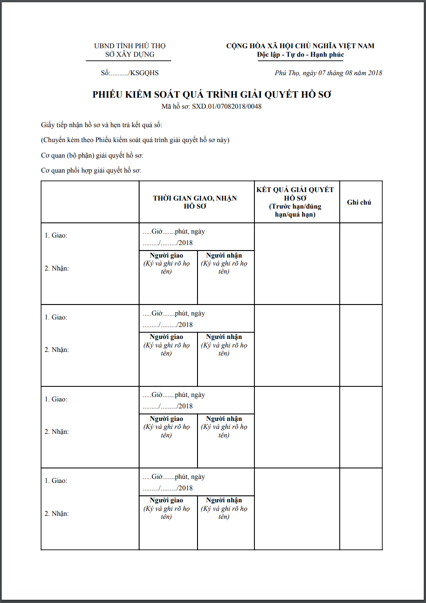 UBND TỈNH PHÚ THỌ
SỞ XÂY DỰNG
CỘNG HÒA XÃ HỘI CHỦ NGHĨA VIỆT NAM
Độc lập - Tự do - Hạnh phúc
Số:........../KSGQHS
Phú Thọ, ngày 07 tháng 08 năm 2018
PHIẾU KIỂM SOÁT QUÁ TRÌNH GIẢI QUYẾT HỒ SƠ
Mã hồ sơ: SXD.01/07082018/0048
Giấy tiếp nhận hồ sơ và hẹn trả kết quả số:
(Chuyển kèm theo Phiếu kiểm soát quá trình giải quyết hồ sơ này)
Cơ quan (bộ phận) giải quyết hồ sơ:
Cơ quan phối hợp giải quyết hồ sơ:
THỜI GIAN GIAO, NHẬN
HỒ SƠ
KẾT QUẢ GIẢI QUYẾT
HỒ SƠ
(Trước hạn/đúng
hạn/quá hạn)
Ghi chú
1. Giao:
2. Nhận:
.....Giờ......phút, ngày
........./........./2018
Người giao
(Ký và ghi rõ họ
tên)
Người nhận
(Ký và ghi rõ họ
tên)
1. Giao:
2. Nhận:
.....Giờ......phút, ngày
........./........./2018
Người giao
(Ký và ghi rõ họ
tên)
Người nhận
(Ký và ghi rõ họ
tên)
1. Giao:
2. Nhận:
.....Giờ......phút, ngày
........./........./2018
Người giao
(Ký và ghi rõ họ
tên)
Người nhận
(Ký và ghi rõ họ
tên)
1. Giao:
2. Nhận:
.....Giờ......phút, ngày
........./........./2018
Người giao
(Ký và ghi rõ họ
tên)
Người nhận
(Ký và ghi rõ họ
tên)